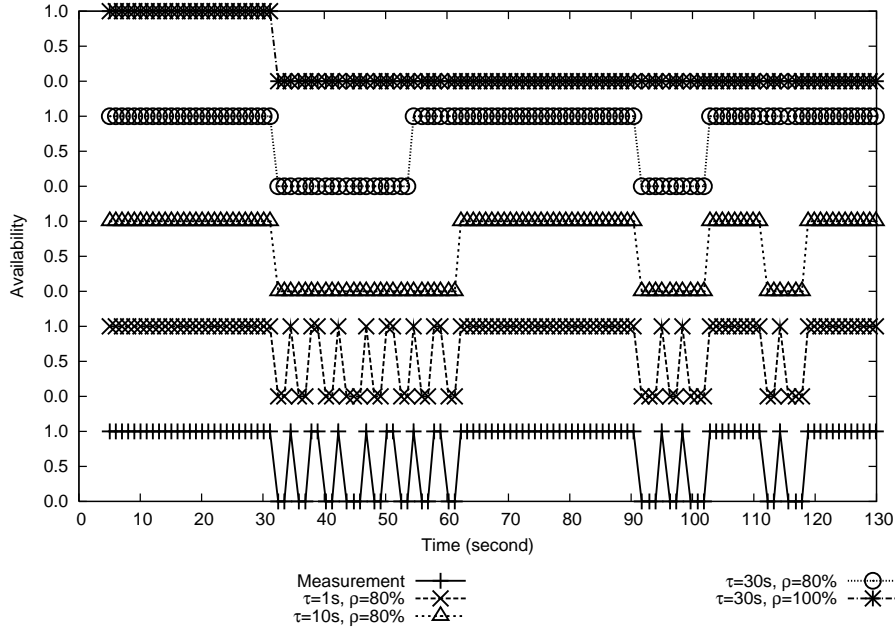 1.0
0.5
0.0
1.0
0.5
0.0
1.0
0.5
0.0
1.0
0.5
0.0
1.0
0.5
0.0
Availability
0 10 20 30 40 50 60 70 80 90 100 110 120 130
Time (second)
Measurement
τ=1s, ρ=80%
τ=10s, ρ=80%
τ=30s, ρ=80%
τ=30s, ρ=100%